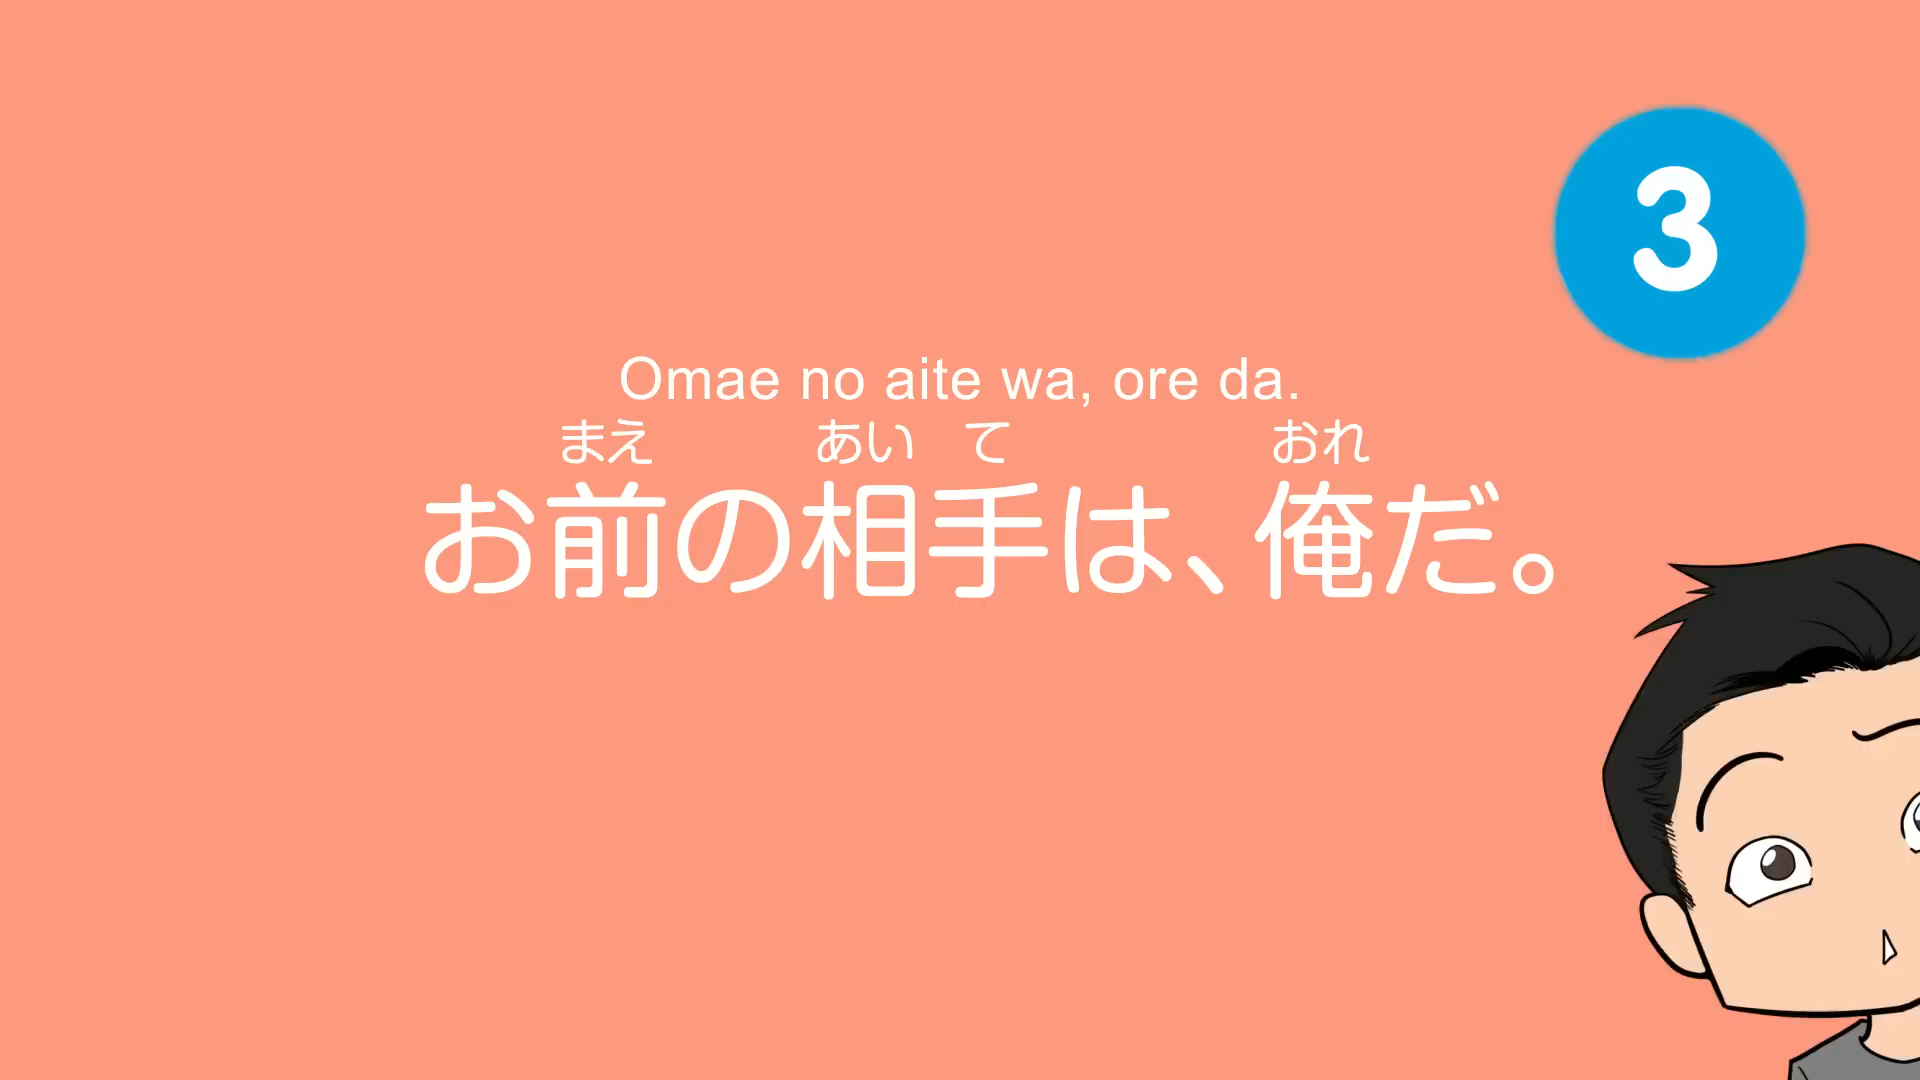 3
Omae no aite wa, ore da.
まえ あい て おれ
お前の相手は、俺だ。